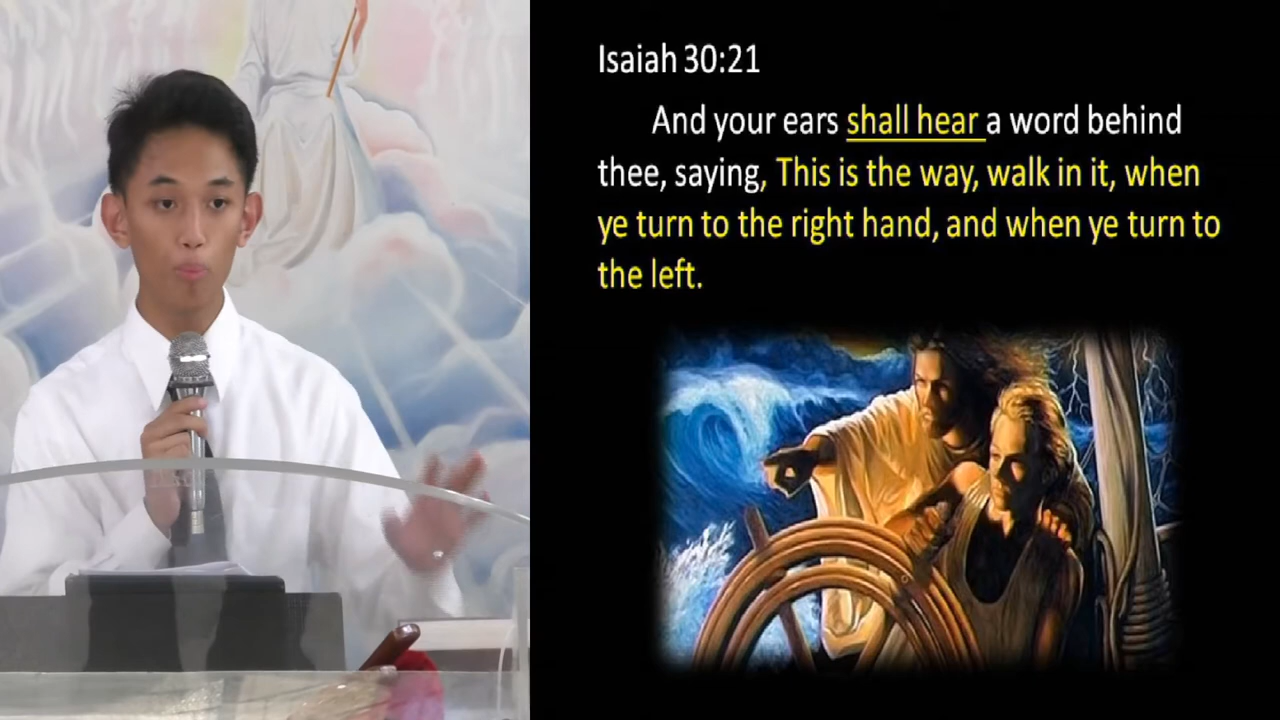 Isaiah 30:21
And your ears shall hear a word behind
thee, saying, This is the way, walk in it, when
ye turn to the right hand, and when ye turn to
the left.